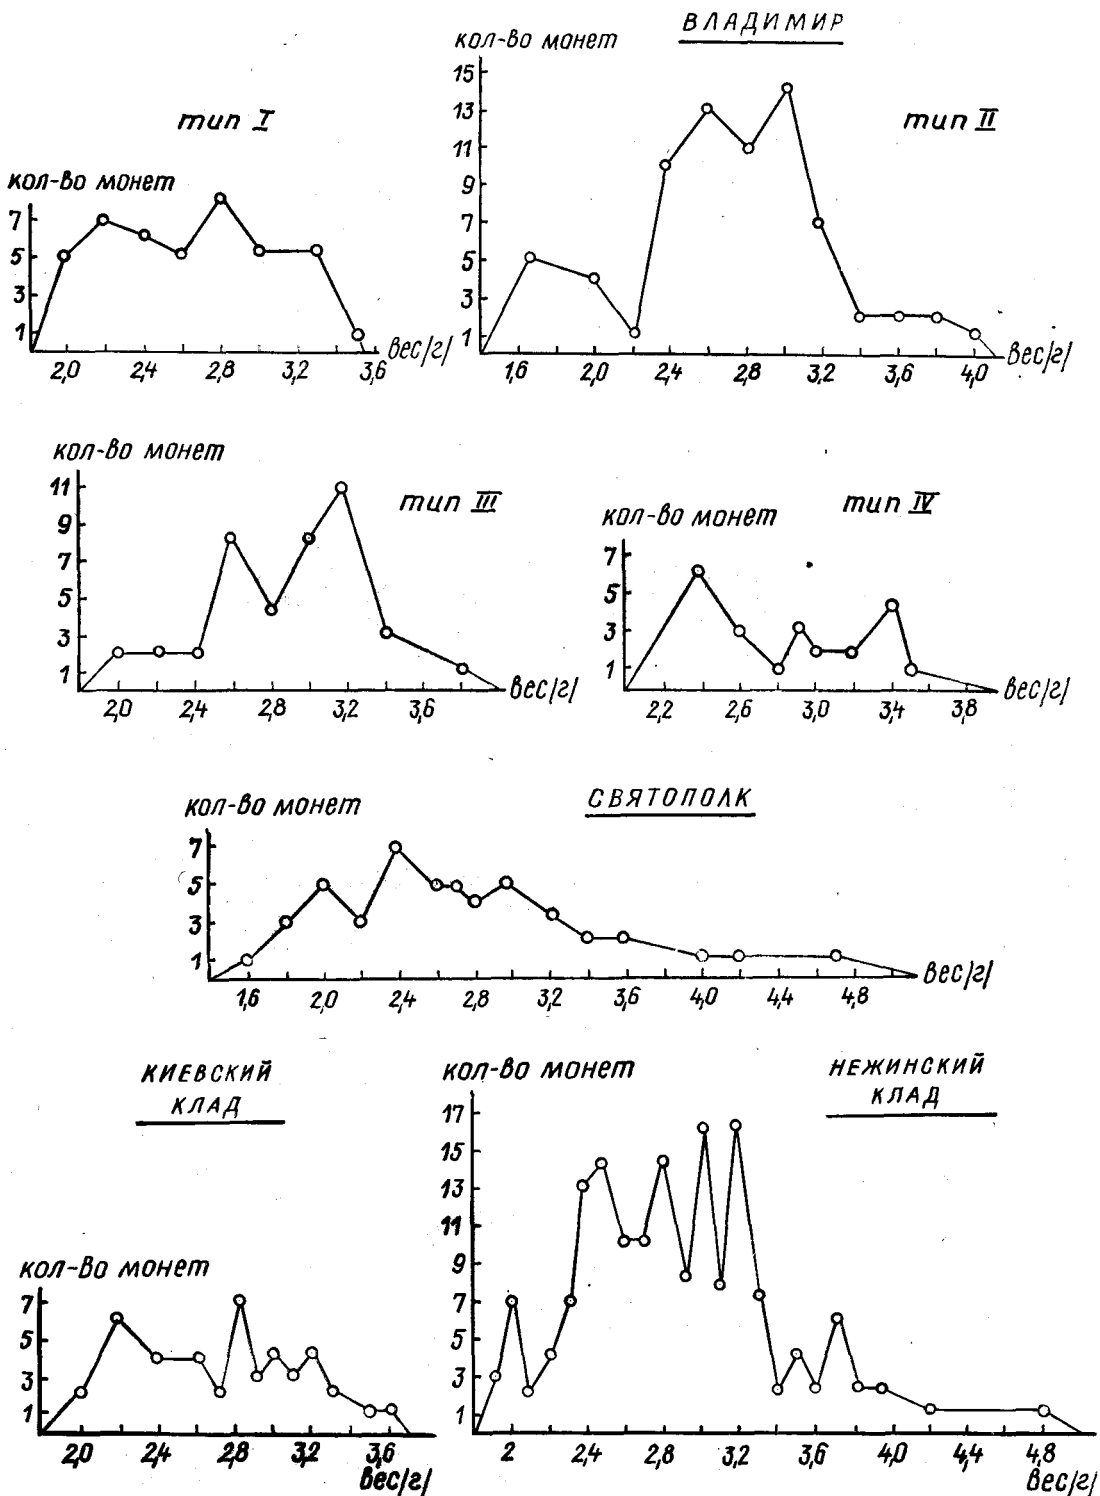 ВЛАДИМИР
тип I
кол-во монет
7
5
3
1
2,0 2,4 2,8 3,2 3,6
вес/г/
кол-во монет
тип II
15
13
11
9
7
5
3
1
1,6 2,0 2,4 2,8 3,2 3,6 4,0
вес/г/
кол-во монет
тип III
11
9
7
5
3
1
2,0 2,4 2,8 3,2 3,6
вес/г/
кол-во монет
тип IV
7
5
3
1
2,2 2,6 3,0 3,4 3,8
вес/г/
СВЯТОПОЛК
кол-во монет
7
5
3
1
1,6 2,0 2,4 2,8 3,2 3,6 4,0 4,4 4,8
вес/г/
КИЕВСКИЙ
КЛАД
кол-во монет
7
5
3
1
2,0 2,4 2,8 3,2 3,6
вес/г/
НЕЖИНСКИЙ
КЛАД
кол-во монет
17
15
13
11
9
7
5
3
1
2 2,4 2,8 3,2 3,6 4,0 4,4 4,8
вес/г/